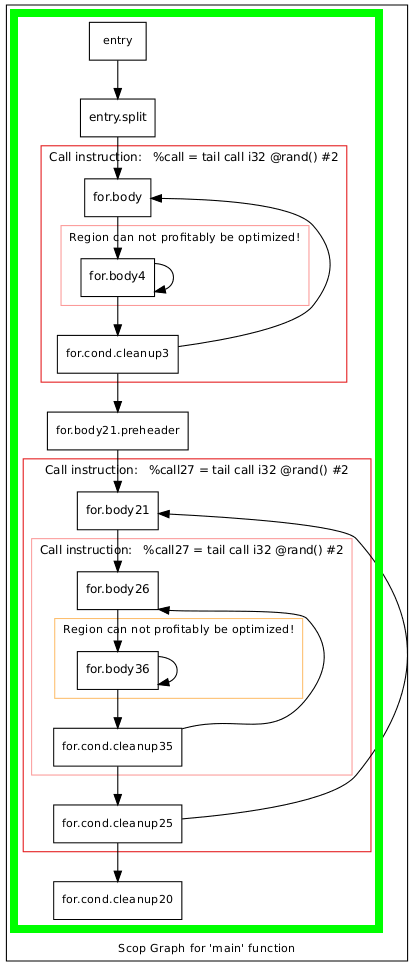 entry
entry.split
Call instruction: %call = tail call i32 @rand() #2
for.body
Region can not profitably be optimized!
for.body4
for.cond.cleanup3
for.body21.preheader
Call instruction: %call27 = tail call i32 @rand() #2
for.body21
Call instruction: %call27 = tail call i32 @rand() #2
for.body26
Region can not profitably be optimized!
for.body36
for.cond.cleanup35
for.cond.cleanup25
for.cond.cleanup20
Scop Graph for 'main' function